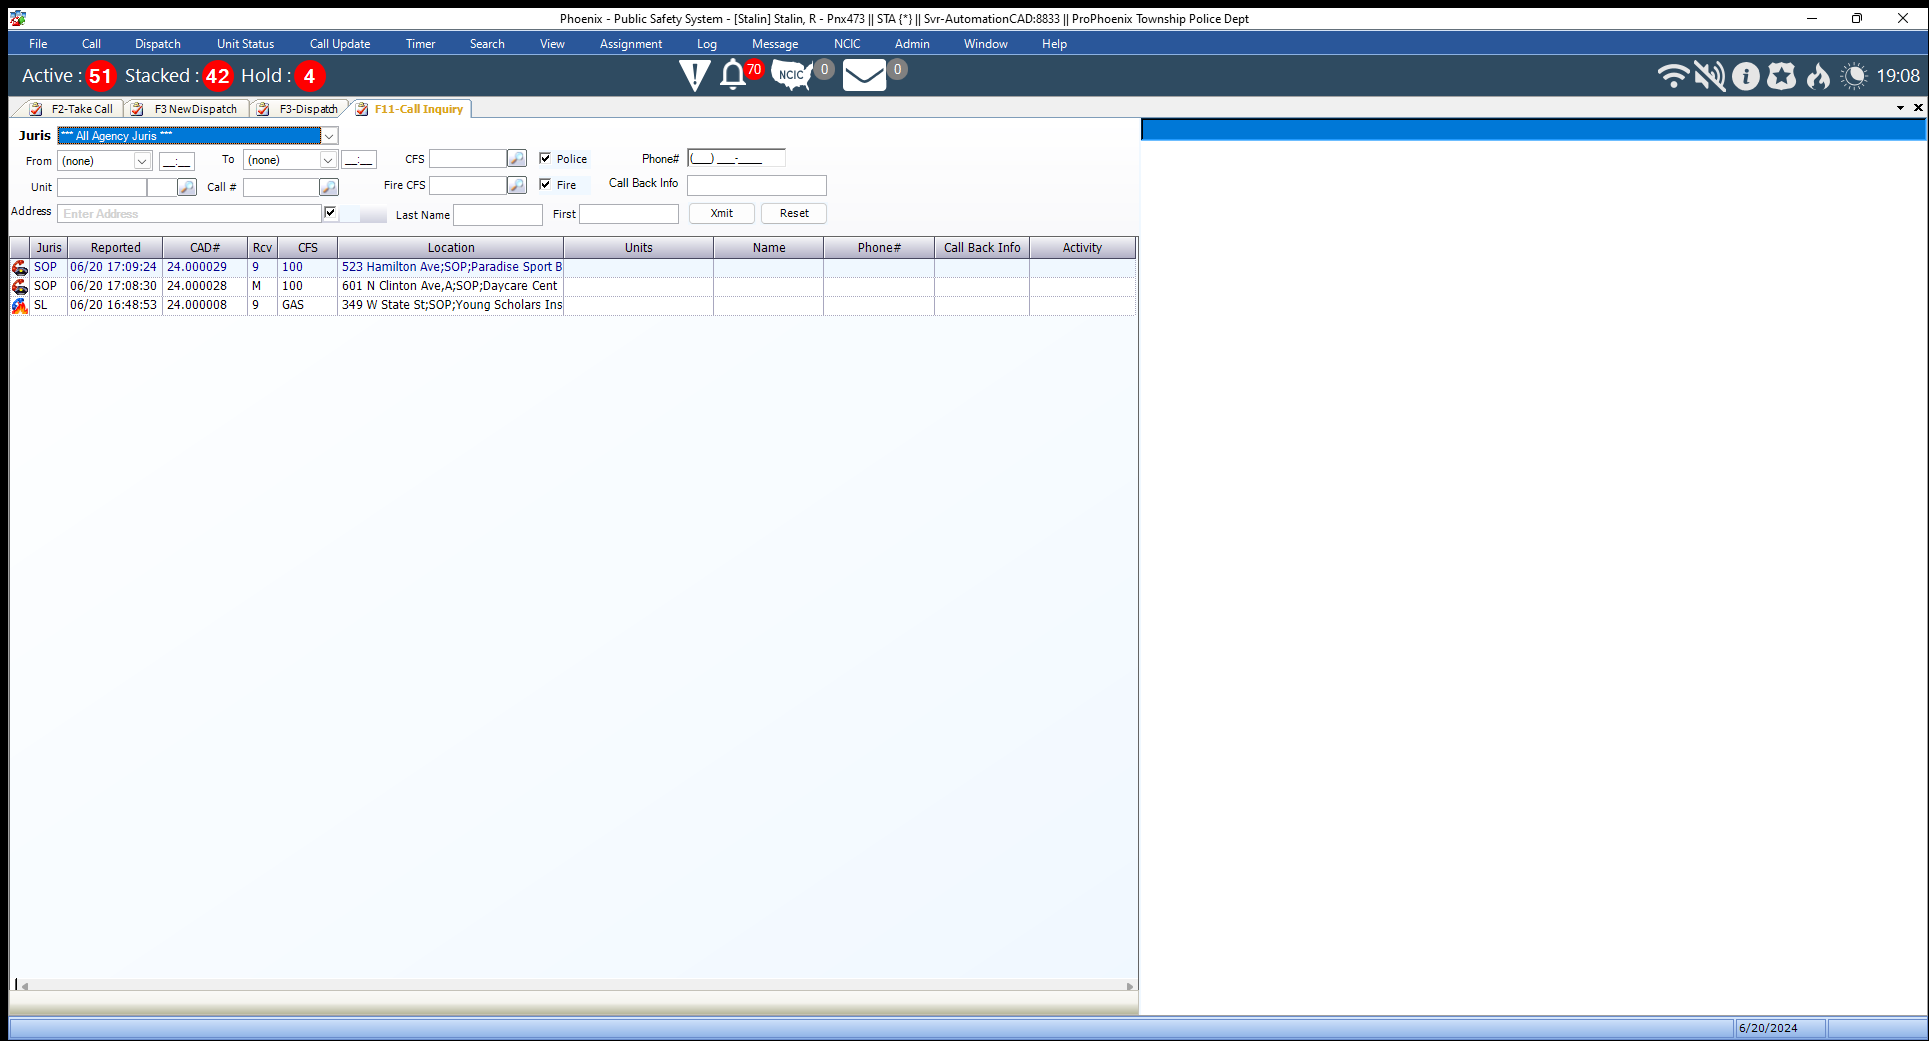 Phoenix - Public Safety System - [Stalin] Stalin, R - Pnx473 || STA {*} || Svr-AutomationCAD:8833 || ProPhoenix Township Police Dept
File Call Dispatch Unit Status Call Update Timer Search View Assignment Log Message NCIC Admin Window Help
Active : 51 Stacked : 42 Hold : 4 70 NCIC 0 0 19:08
F2-Take Call F3 NewDispatch F3-Dispatch F11-Call Inquiry
Juris *** All Agency Juris ***
From (none) __:__ To (none) __:__ CFS Police Phone# (___) ___-____
Unit Call # Fire CFS Fire Call Back Info
Address Enter Address Last Name First Xmit Reset
Juris Reported CAD# Rcv CFS Location Units Name Phone# Call Back Info Activity
SOP 06/20 17:09:24 24.000029 9 100 523 Hamilton Ave;SOP;Paradise Sport B
SOP 06/20 17:08:30 24.000028 M 100 601 N Clinton Ave,A;SOP;Daycare Cent
SL 06/20 16:48:53 24.000008 9 GAS 349 W State St;SOP;Young Scholars Ins
6/20/2024